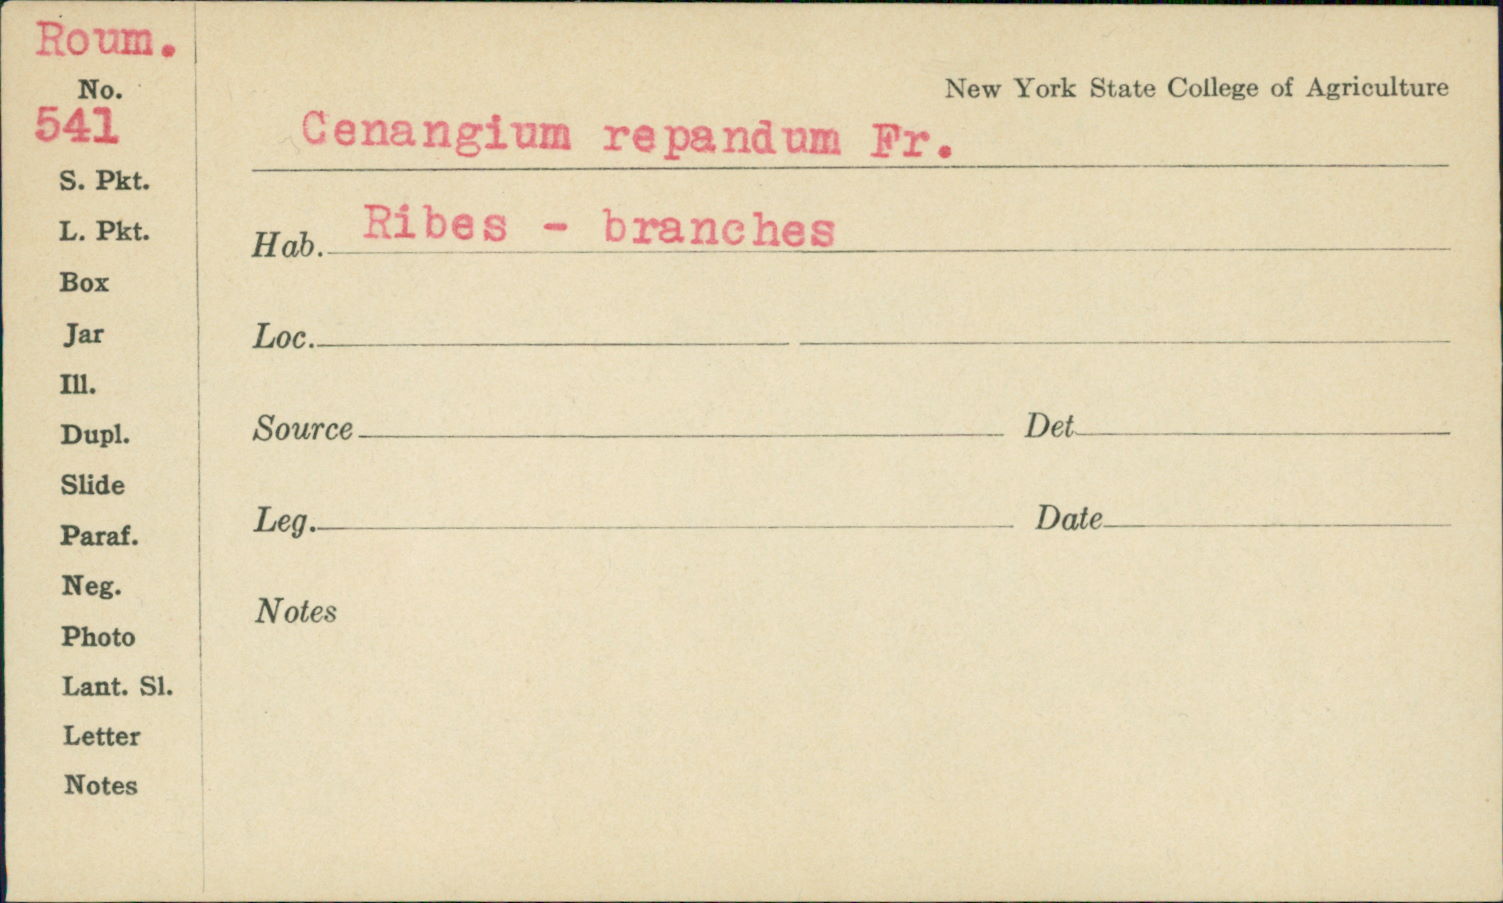 Roum.
No.
541
S. Pkt.
L. Pkt.
Box
Jar
Ill.
Dupl.
Slide
Paraf.
Neg.
Photo
Lant. Sl.
Letter
Notes
New York State College of Agriculture
Cenangium repandum Fr.
Hab. Ribes - branches
Loc.
Source Det
Leg. Date
Notes